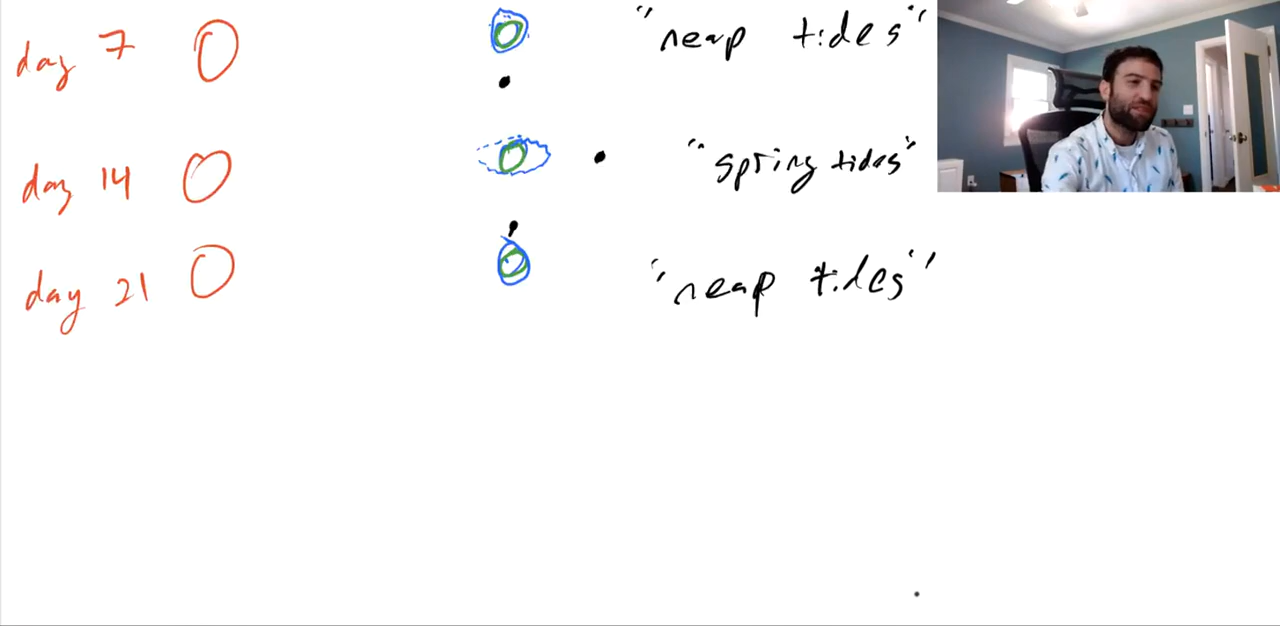 day 7 "neap tides"
day 14 "spring tides"
day 21 "neap tides"